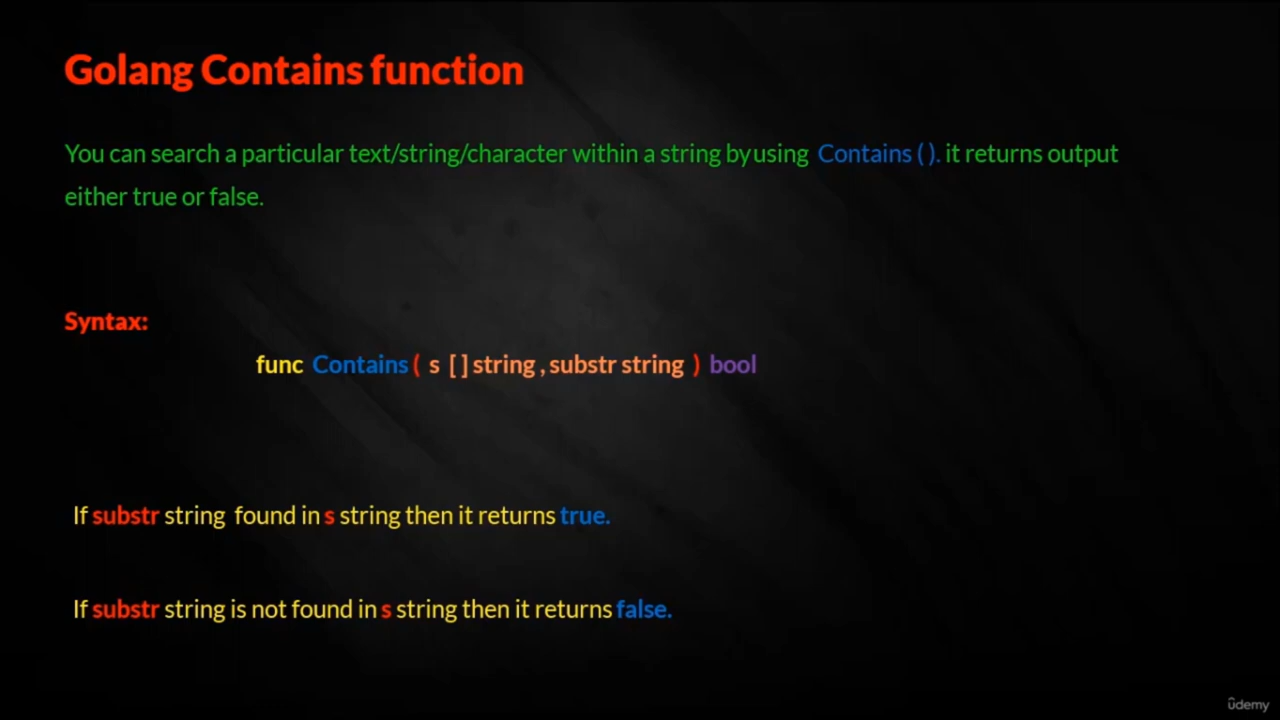 Golang Contains function
You can search a particular text/string/character within a string by using Contains ( ). it returns output
either true or false.
Syntax:
func Contains ( s [ ] string , substr string ) bool
If substr string found in s string then it returns true.
If substr string is not found in s string then it returns false.
ûdemy